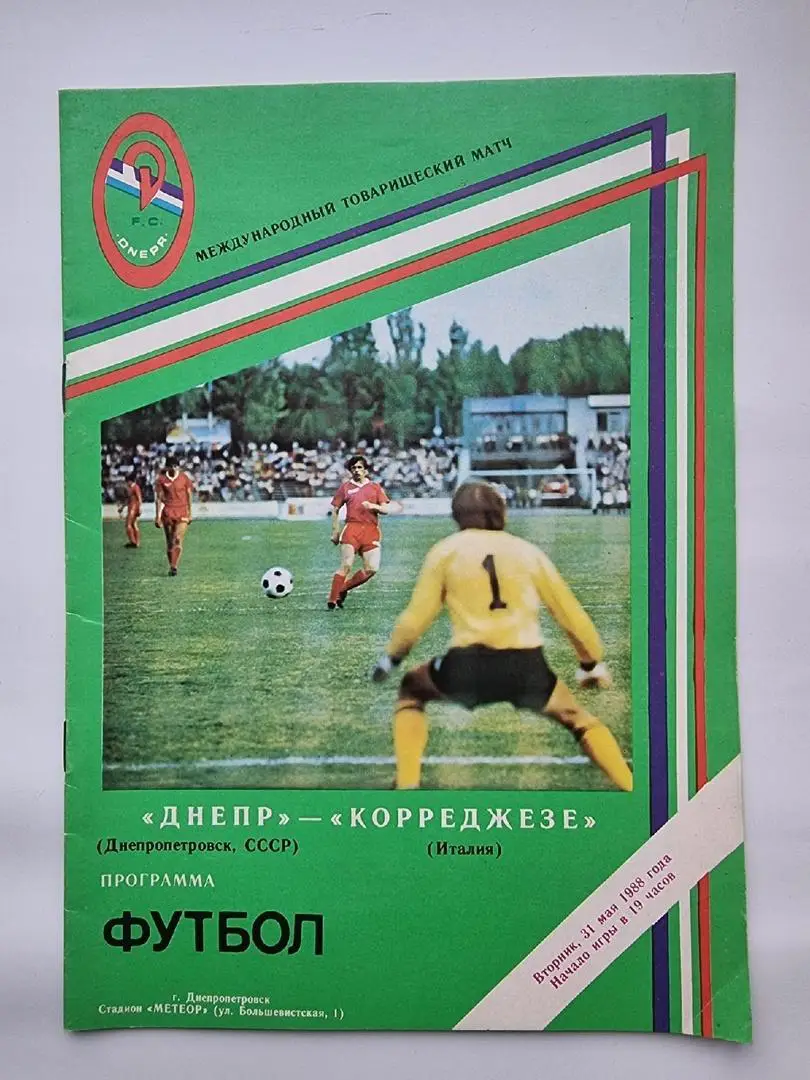 F.C.
·DNEPR·
МЕЖДУНАРОДНЫЙ ТОВАРИЩЕСКИЙ МАТЧ
1
«ДНЕПР» — «КОРРЕДЖЕЗЕ»
(Днепропетровск, СССР) (Италия)
ПРОГРАММА
ФУТБОЛ
Вторник, 31 мая 1988 года
Начало игры в 19 часов
г. Днепропетровск
Стадион «МЕТЕОР» (ул. Большевистская, 1)